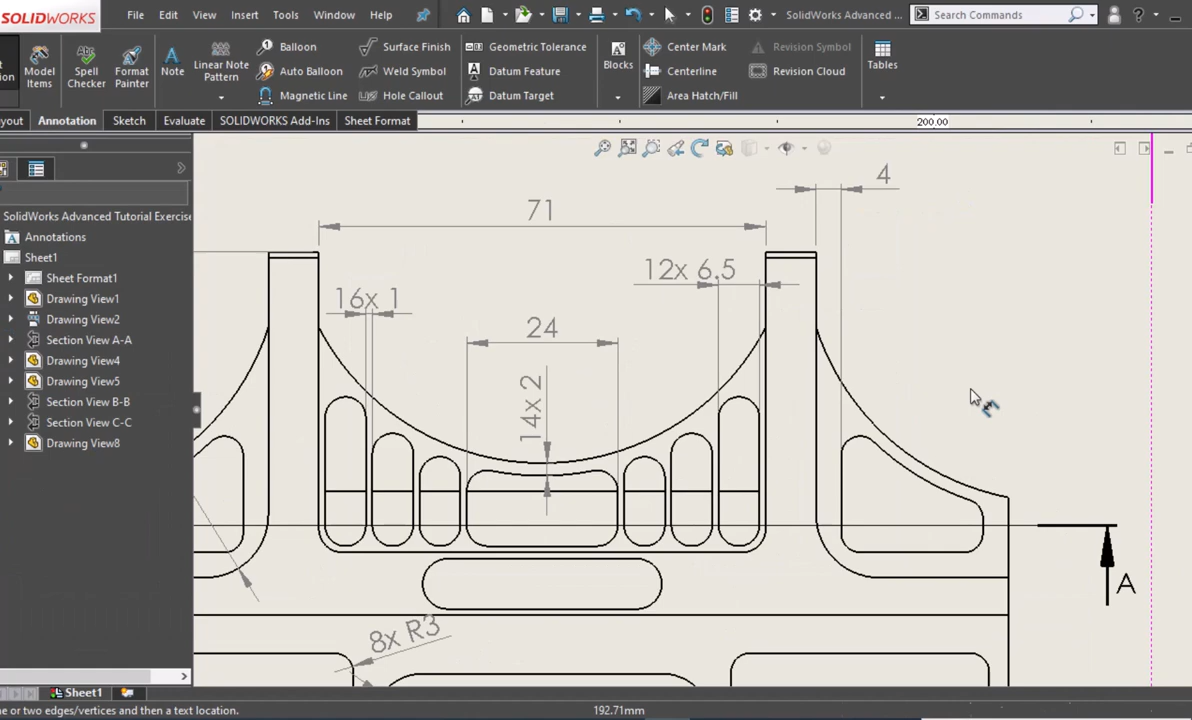 SOLIDWORKS File Edit View Insert Tools Window Help SolidWorks Advanced ... Search Commands ?
Model Items
Spell Checker
Format Painter
Note
Linear Note Pattern
Balloon
Auto Balloon
Magnetic Line
Surface Finish
Weld Symbol
Hole Callout
Geometric Tolerance
Datum Feature
Datum Target
Blocks
Center Mark
Centerline
Area Hatch/Fill
Revision Symbol
Revision Cloud
Tables
Annotation Sketch Evaluate SOLIDWORKS Add-Ins Sheet Format
200.00
SolidWorks Advanced Tutorial Exercise
Annotations
Sheet1
Sheet Format1
Drawing View1
Drawing View2
Section View A-A
Drawing View4
Drawing View5
Section View B-B
Section View C-C
Drawing View8
4
71
12x 6.5
16x 1
24
14x 2
A
8x R3
Sheet1
ne or two edges/vertices and then a text location. 192.71mm